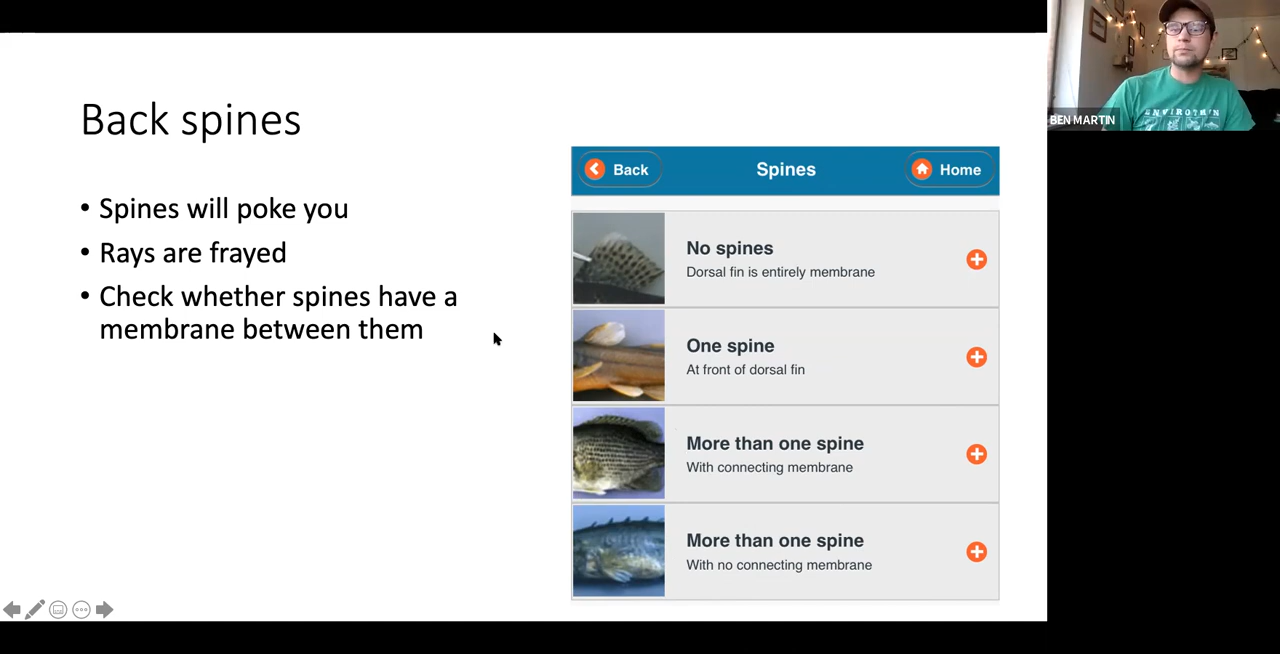 Back spines
• Spines will poke you
• Rays are frayed
• Check whether spines have a
membrane between them
Back
Spines
Home
No spines
Dorsal fin is entirely membrane
One spine
At front of dorsal fin
More than one spine
With connecting membrane
More than one spine
With no connecting membrane
ENVIROTHON
BEN MARTIN